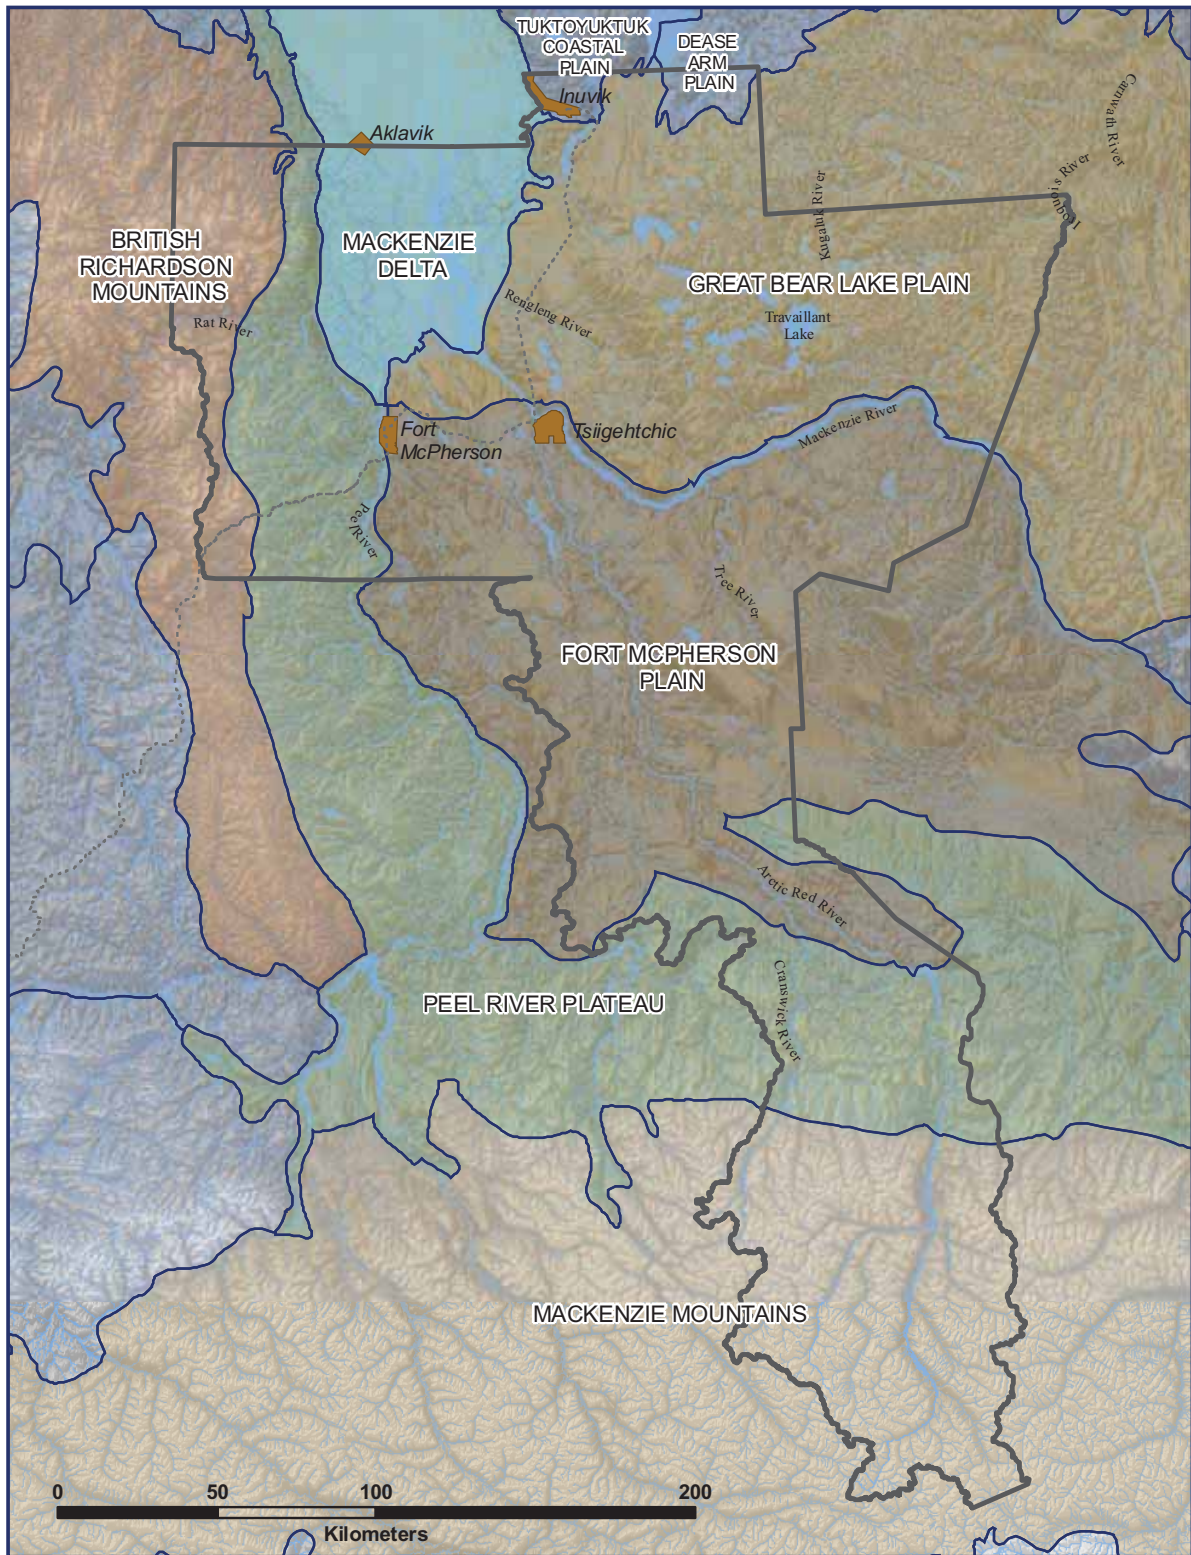 TUKTOYUKTUK
COASTAL
PLAIN
DEASE
ARM
PLAIN
Inuvik
Carnwath River
Aklavik
Iroquois River
Kugaluk River
BRITISH
RICHARDSON
MOUNTAINS
MACKENZIE
DELTA
GREAT BEAR LAKE PLAIN
Rengleng River
Travaillant
Lake
Rat River
Mackenzie River
Fort
McPherson
Tsiigehtchic
Peel River
Tree River
FORT MCPHERSON
PLAIN
Arctic Red River
Cranswick River
PEEL RIVER PLATEAU
MACKENZIE MOUNTAINS
0 50 100 200
Kilometers